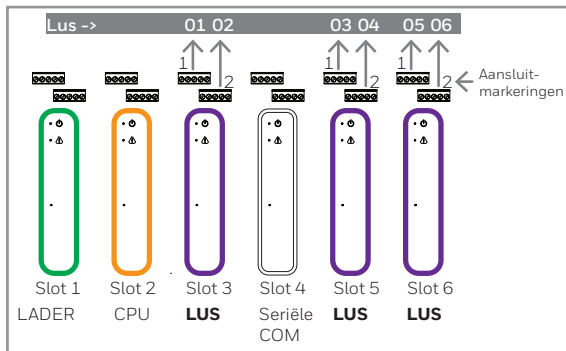 Lus -> 01 02 03 04 05 06
1 1 1
2 2 2
Aansluit-
markeringen
Slot 1 Slot 2 Slot 3 Slot 4 Slot 5 Slot 6
LADER CPU LUS Seriële LUS LUS
COM